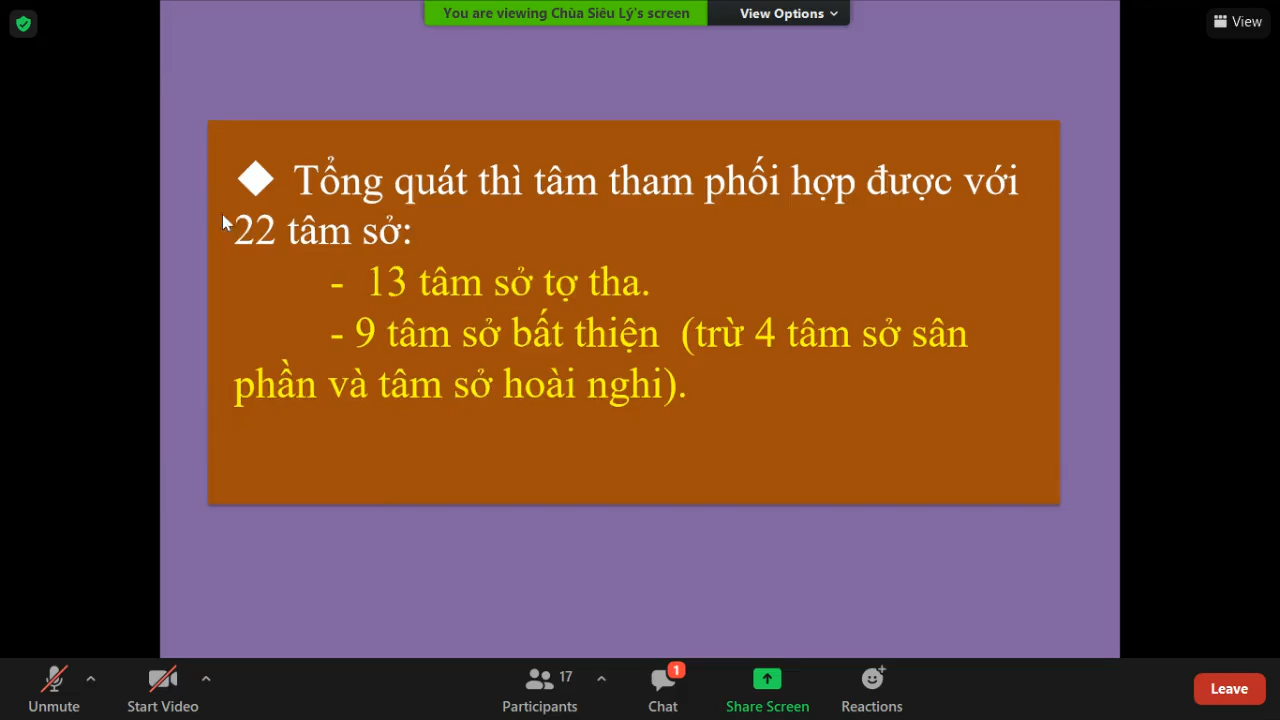 You are viewing Chùa Siêu Lý's screen
View Options
View
◆ Tổng quát thì tâm tham phối hợp được với
22 tâm sở:
- 13 tâm sở tợ tha.
- 9 tâm sở bất thiện (trừ 4 tâm sở sân
phần và tâm sở hoài nghi).
Unmute
Start Video
17
Participants
1
Chat
Share Screen
Reactions
Leave